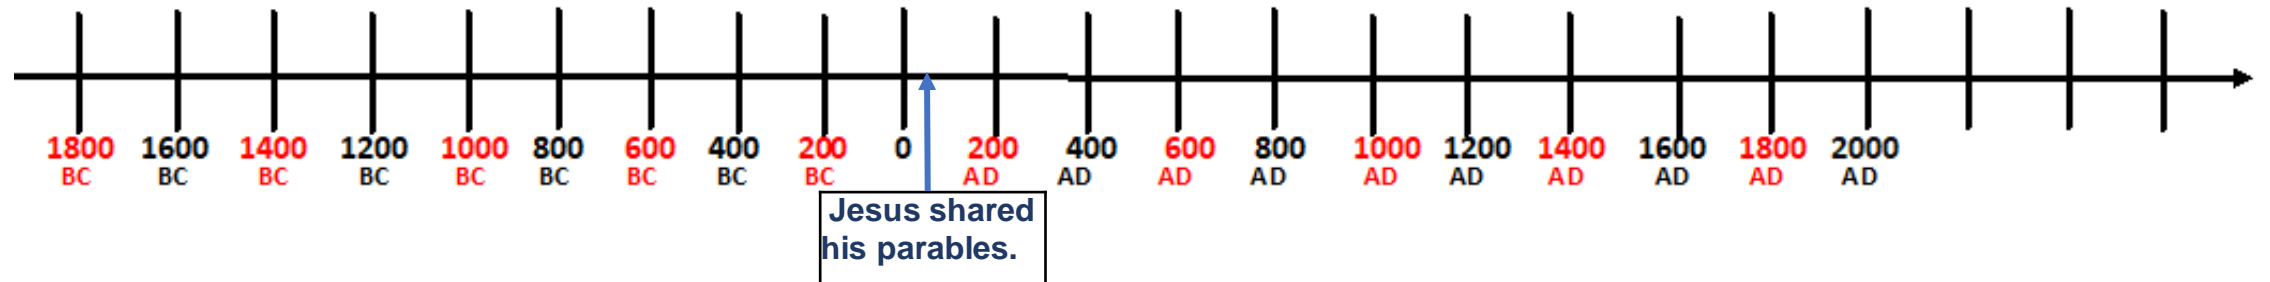 1800 1600 1400 1200 1000 800 600 400 200 0 200 400 600 800 1000 1200 1400 1600 1800 2000
BC BC BC BC BC BC BC BC BC AD AD AD AD AD AD AD AD AD AD
Jesus shared
his parables.